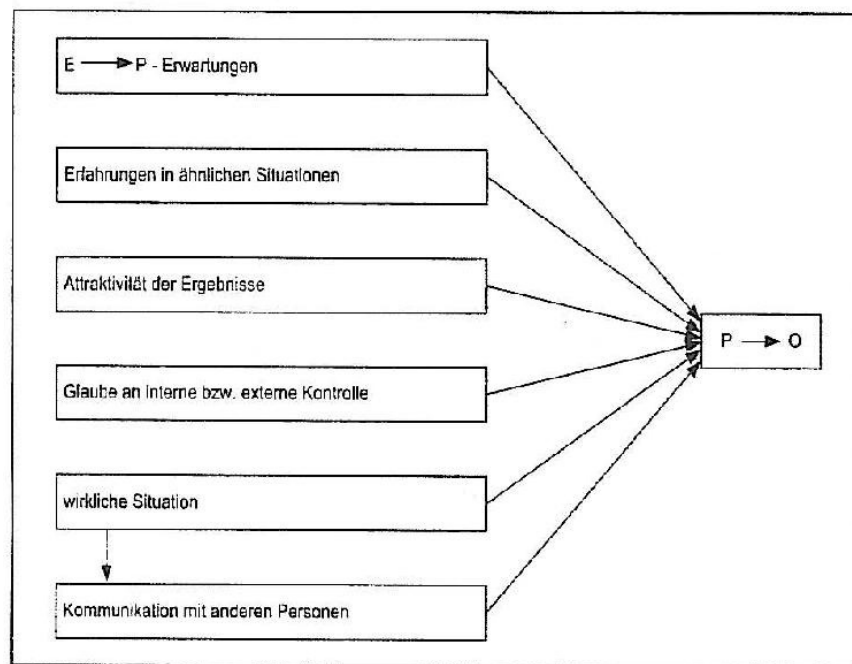 E → P - Erwartungen
Erfahrungen in ähnlichen Situationen
Attraktivität der Ergebnisse
Glaube an interne bzw. externe Kontrolle
P → O
wirkliche Situation
Kommunikation mit anderen Personen